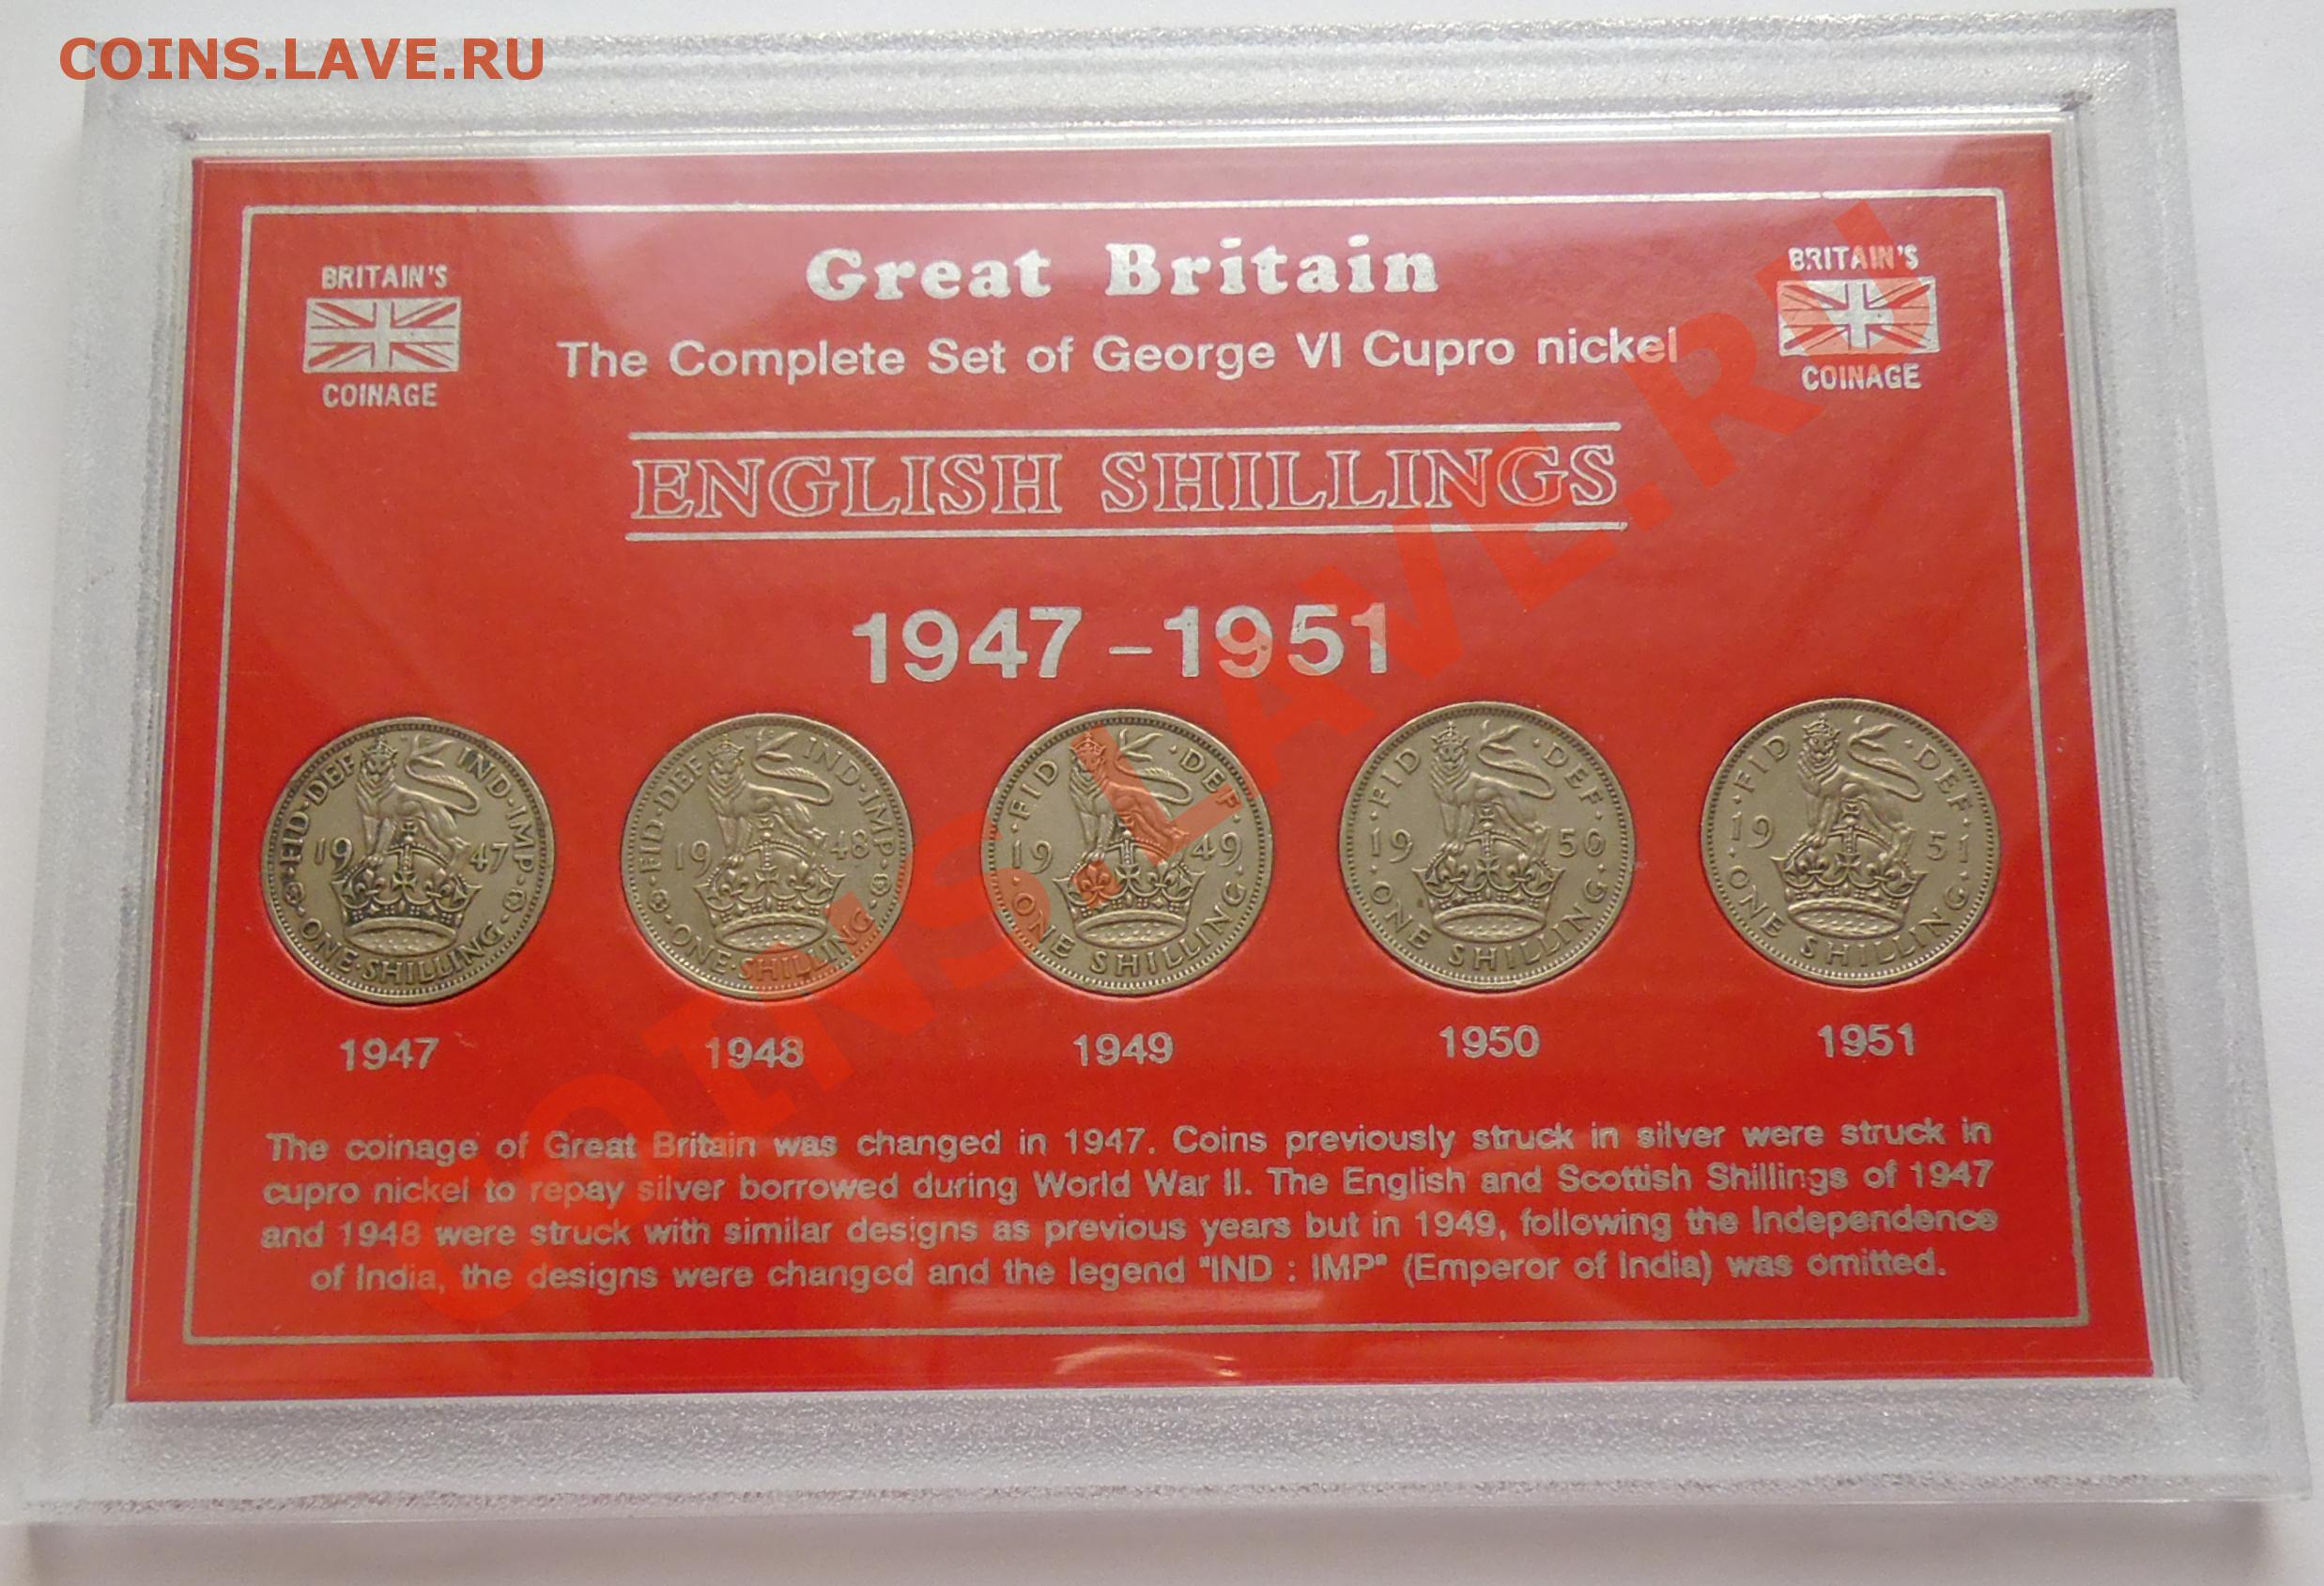 COINS.LAVE.RU
BRITAIN'S
COINAGE
Great Britain
BRITAIN'S
COINAGE
The Complete Set of George VI Cupro nickel
ENGLISH SHILLINGS
1947-1951
FID·DEF IND·IMP·
19 47
·ONE·SHILLING·
·FID·DEF IND·IMP·
19 48
·ONE·SHILLING·
·FID ·DEF·
19 49
ONE SHILLING·
·FID ·DEF·
19 50
·ONE SHILLING·
·FID ·DEF·
19 51
·ONE SHILLING·
1947
1948
1949
1950
1951
The coinage of Great Britain was changed in 1947. Coins previously struck in silver were struck in
cupro nickel to repay silver borrowed during World War II. The English and Scottish Shillings of 1947
and 1948 were struck with similar designs as previous years but in 1949, following the Independence
of India, the designs were changed and the legend "IND : IMP" (Emperor of India) was omitted.
COINS.LAVE.RU